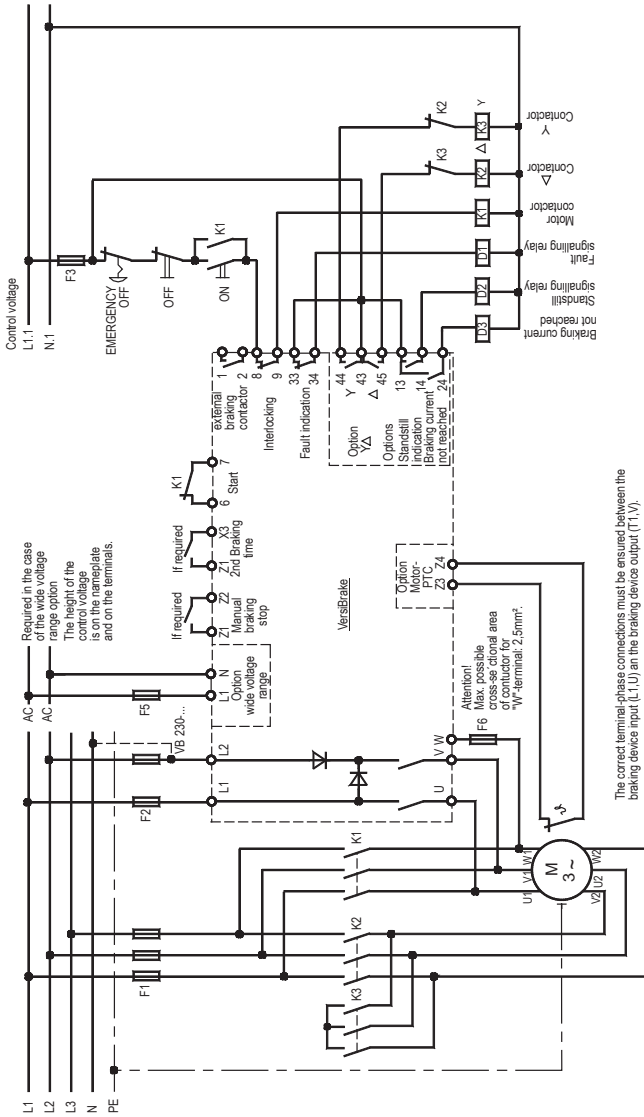 Control voltage
L1.1
N.1
F3
EMERGENCY
OFF
OFF
ON
K1
K2
Y
K3
K3
Δ
K2
K1
D1
D2
D3
Contactor
Y
Contactor
Δ
Motor
contactor
Fault
signalling relay
Standstill
signalling relay
Braking current
not reached
Required in the case
of the wide voltage
range option
The height of the
control voltage
is on the nameplate
and on the terminals.
AC
AC
F5
VB 230-...
L1
L2
L1
N
Option
wide voltage
range
If required
Z1
Z2
Manual
braking
stop
If required
Z1
X3
2nd Braking
time
K1
6
7
Start
1
2
external
braking
contactor
8
9
Interlocking
33
34
Fault indication
44
43
45
Y
Δ
Option
YΔ
13
14
24
Options
Standstill
indication
Braking current
not reached
VersiBrake
Option
Motor-
PTC
Z3
Z4
U
V
W
Attention!
Max. possible
cross-se´ctional area
of contuctor for
"W"-terminal: 2,5mm².
F6
F2
F1
K1
K2
K3
U1
V1
W1
M
3 ~
V2
U2
W2
ϑ
L1
L2
L3
N
PE
The correct terminal-phase connections must be ensured between the
braking device input (L1,U) an the braking device output (T1,V).